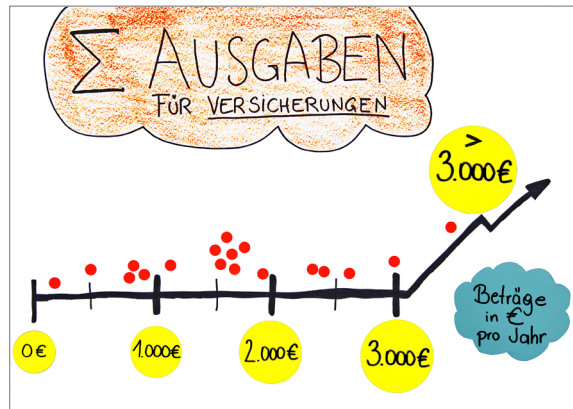 Σ AUSGABEN
FÜR VERSICHERUNGEN
>
3.000€
0€
1.000€
2.000€
3.000€
Beträge
in €
pro Jahr